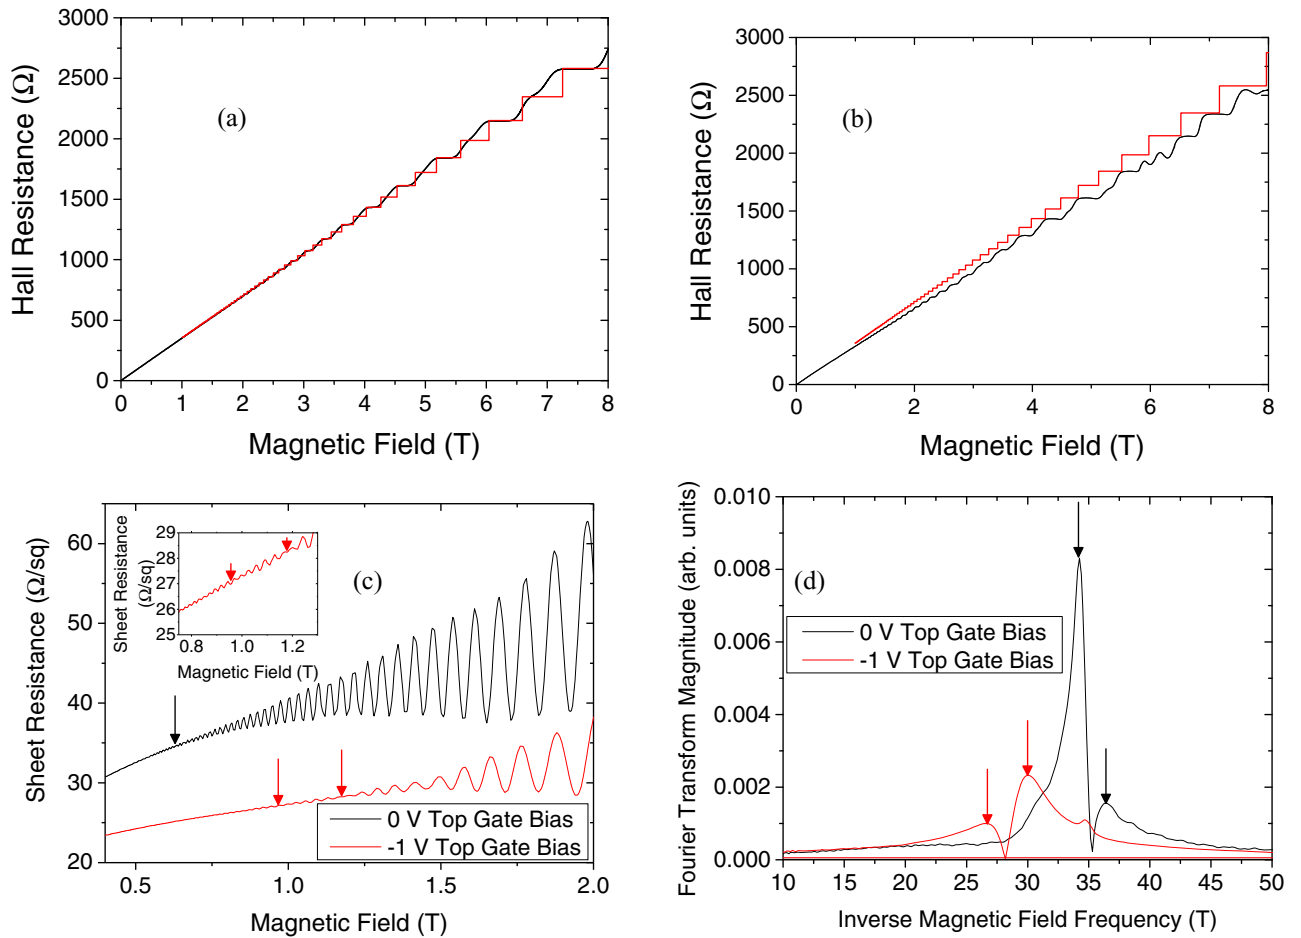 3000
2500
2000
1500
1000
500
0
Hall Resistance (Ω)
(a)
0 1 2 3 4 5 6 7 8
Magnetic Field (T)
3000
2500
2000
1500
1000
500
0
Hall Resistance (Ω)
(b)
0 2 4 6 8
Magnetic Field (T)
60
50
40
30
20
Sheet Resistance (Ω/sq)
Sheet Resistance
(Ω/sq)
29
28
27
26
25
0.8 1.0 1.2
Magnetic Field (T)
(c)
0 V Top Gate Bias
-1 V Top Gate Bias
0.5 1.0 1.5 2.0
Magnetic Field (T)
0.010
0.008
0.006
0.004
0.002
0.000
Fourier Transform Magnitude (arb. units)
(d)
0 V Top Gate Bias
-1 V Top Gate Bias
10 15 20 25 30 35 40 45 50
Inverse Magnetic Field Frequency (T)